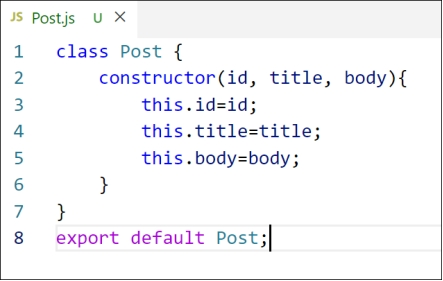 JS Post.js U ×
1 class Post {
2     constructor(id, title, body){
3         this.id=id;
4         this.title=title;
5         this.body=body;
6     }
7 }
8 export default Post;